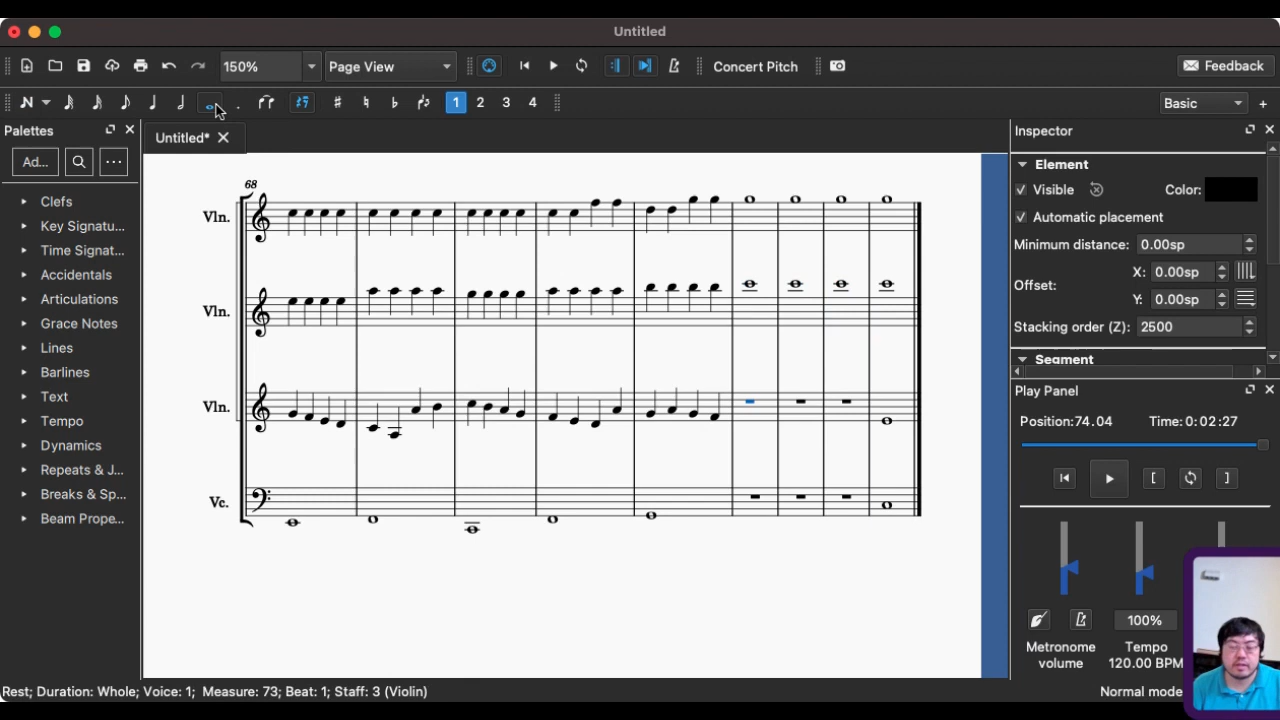 Untitled
150% Page View Concert Pitch Feedback
1 2 3 4 Basic +
Palettes
Untitled*
Inspector
Ad... ...
Element
Clefs
Visible Color:
Key Signatu...
Automatic placement
Time Signat...
Minimum distance: 0.00sp
Accidentals
X: 0.00sp
Articulations
Offset:
Y: 0.00sp
Grace Notes
Stacking order (Z): 2500
Lines
Segment
Barlines
Play Panel
Text
Position:74.04 Time:0:02:27
Tempo
Dynamics
Repeats & J...
Breaks & Sp...
Beam Prope...
68
Vln.
Vln.
Vln.
Vc.
100%
Metronome volume
Tempo
120.00 BPM
Rest; Duration: Whole; Voice: 1; Measure: 73; Beat: 1; Staff: 3 (Violin)
Normal mode